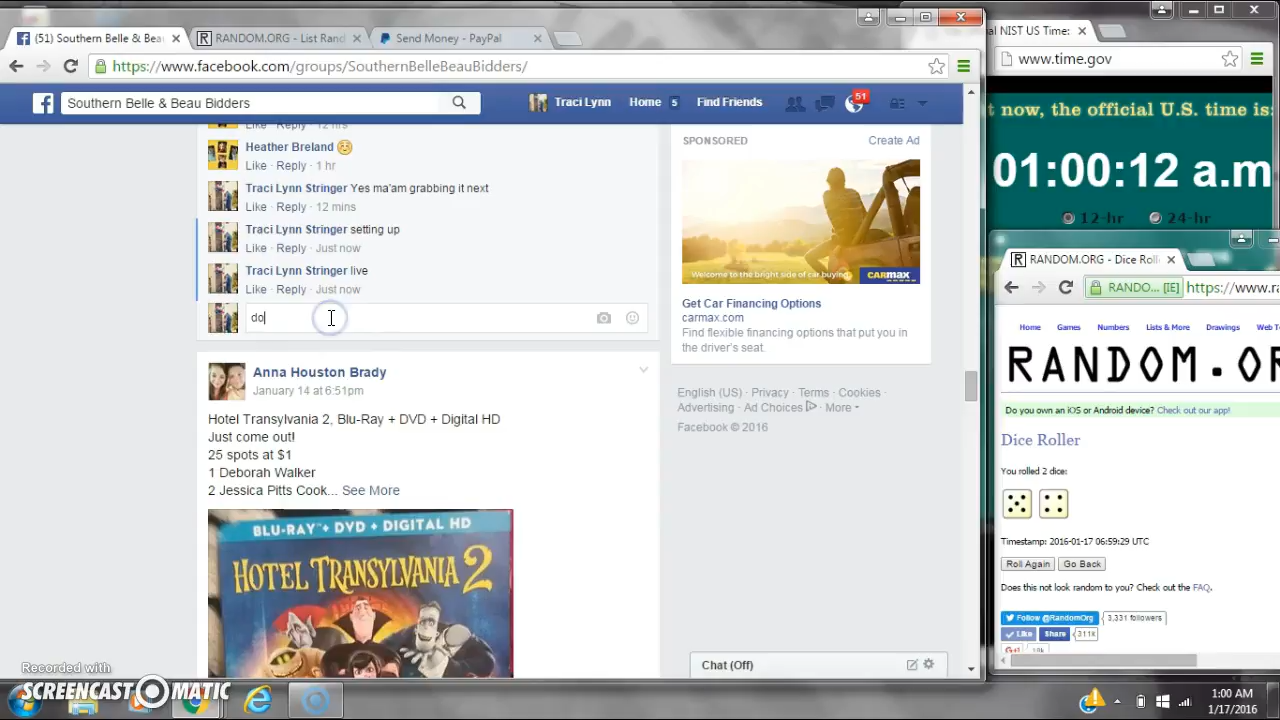 (51) Southern Belle & Bea
RANDOM.ORG - List Ran
Send Money - PayPal
https://www.facebook.com/groups/SouthernBelleBeauBidders/
Southern Belle & Beau Bidders
Traci Lynn
Home 5
Find Friends
51
Like · Reply · 12 hrs
Heather Breland
Like · Reply · 1 hr
Traci Lynn Stringer Yes ma'am grabbing it next
Like · Reply · 12 mins
Traci Lynn Stringer setting up
Like · Reply · Just now
Traci Lynn Stringer live
Like · Reply · Just now
do
Anna Houston Brady
January 14 at 6:51pm
Hotel Transylvania 2, Blu-Ray + DVD + Digital HD
Just come out!
25 spots at $1
1 Deborah Walker
2 Jessica Pitts Cook... See More
BLU-RAY + DVD + DIGITAL HD
HOTEL TRANSYLVANIA 2
SPONSORED
Create Ad
Welcome to the bright side of car buying.
CARMAX
Get Car Financing Options
carmax.com
Find flexible financing options that put you in
the driver's seat.
English (US) · Privacy · Terms · Cookies ·
Advertising · Ad Choices · More
Facebook © 2016
Chat (Off)
al NIST US Time:
www.time.gov
t now, the official U.S. time is:
01:00:12 a.m
12-hr
24-hr
RANDOM.ORG - Dice Roll
RANDO... [IE]
https://www.ra
Home
Games
Numbers
Lists & More
Drawings
Web T
RANDOM.OR
Do you own an iOS or Android device? Check out our app!
Dice Roller
You rolled 2 dice:
Timestamp: 2016-01-17 06:59:29 UTC
Roll Again
Go Back
Does this not look random to you? Check out the FAQ.
Follow @RandomOrg
3,331 followers
Like
Share
311k
Recorded with
SCREENCAST-O-MATIC
1:00 AM
1/17/2016